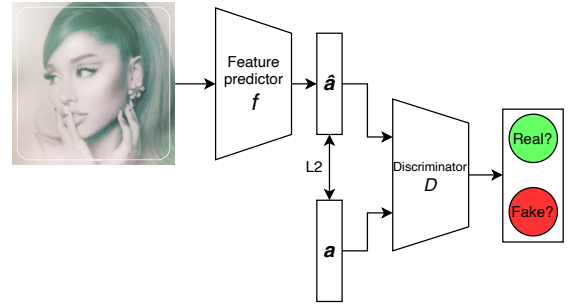 Feature
predictor
f
â
L2
a
Discriminator
D
Real?
Fake?